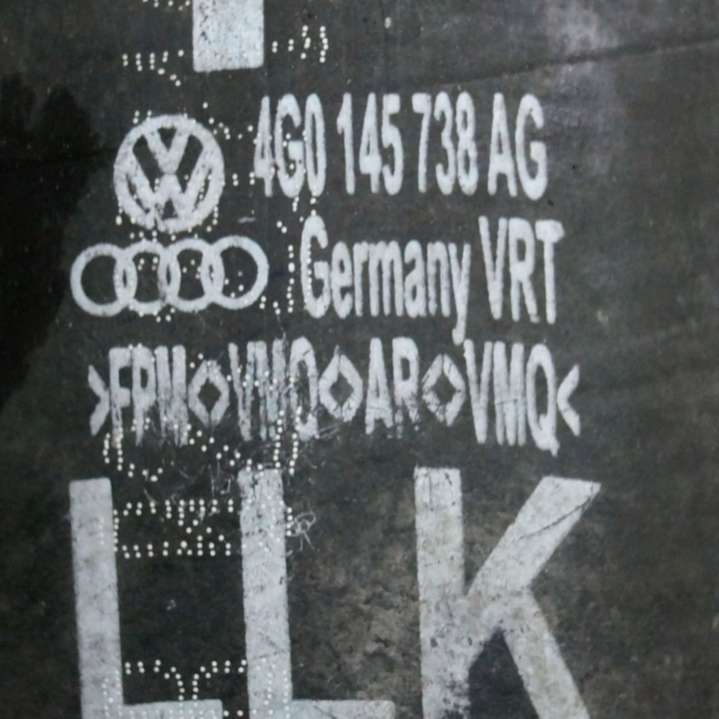 4G0 145 738 AG
Germany VRT
>FPM◇VMQ◇AR◇VMQ<
LLK